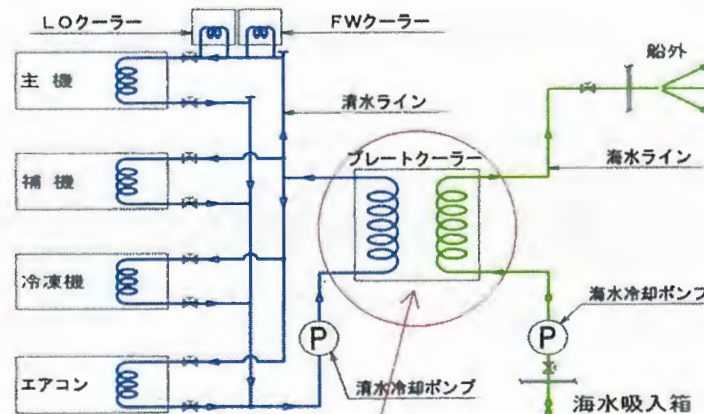 LOクーラー
FWクーラー
船外
主機
清水ライン
プレートクーラー
海水ライン
補機
冷凍機
P
P
海水冷却ポンプ
エアコン
清水冷却ポンプ
海水吸入箱